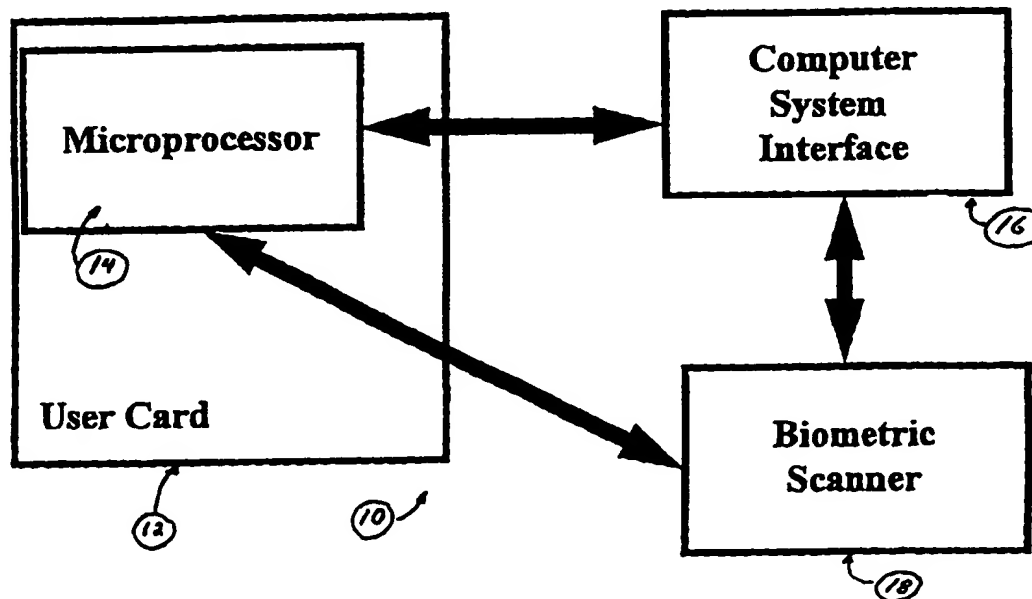 Microprocessor
14
User Card
12
10
Computer
System
Interface
16
Biometric
Scanner
18